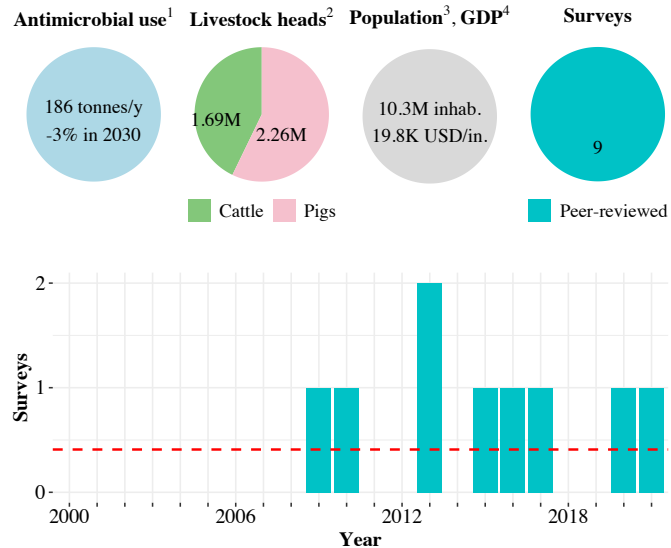 Antimicrobial use¹ Livestock heads² Population³, GDP⁴ Surveys
186 tonnes/y
-3% in 2030
1.69M
2.26M
10.3M inhab.
19.8K USD/in.
9
Cattle Pigs
Peer-reviewed
Surveys
2
1
0
2000 2006 2012 2018
Year